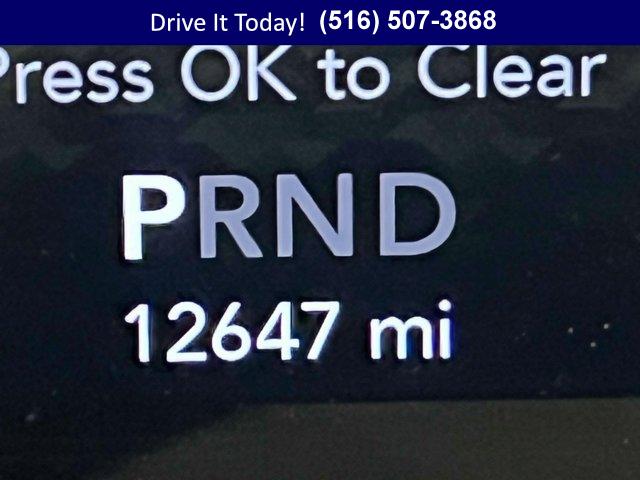 Drive It Today! (516) 507-3868
Press OK to Clear
PRND
12647 mi